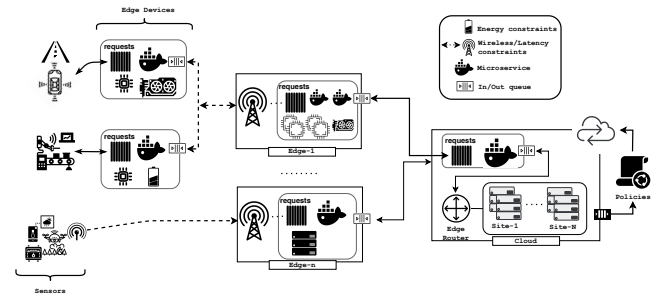 Edge Devices
requests
requests
Sensors
requests
Edge-1
........
requests
Edge-n
Energy constraints
Wireless/Latency
constraints
Microservice
In/Out queue
requests
Edge
Router
Site-1
Site-N
Cloud
Policies